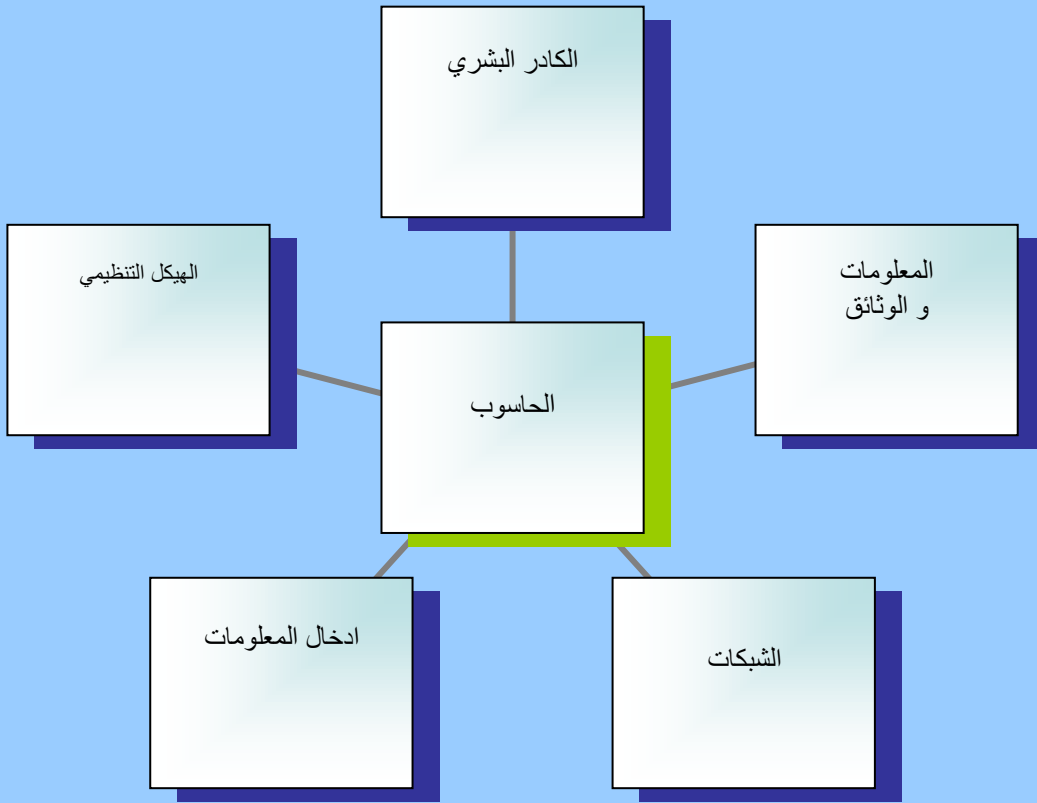 الكادر البشري
المعلومات
و الوثائق
الهيكل التنظيمي
الحاسوب
ادخال المعلومات
الشبكات